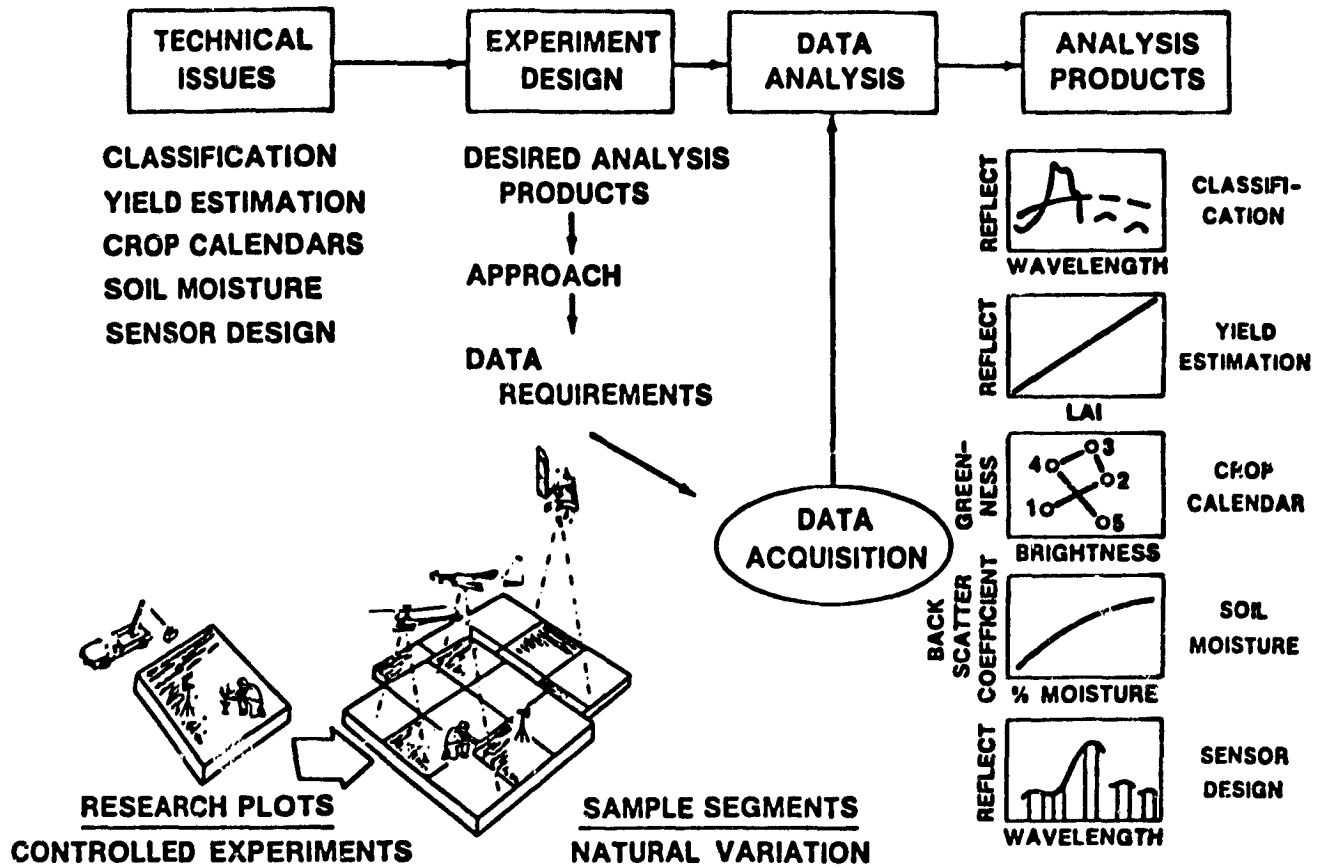 TECHNICAL
ISSUES
EXPERIMENT
DESIGN
DATA
ANALYSIS
ANALYSIS
PRODUCTS
CLASSIFICATION
YIELD ESTIMATION
CROP CALENDARS
SOIL MOISTURE
SENSOR DESIGN
DESIRED ANALYSIS
PRODUCTS
APPROACH
DATA
REQUIREMENTS
DATA
ACQUISITION
REFLECT
WAVELENGTH
CLASSIFI-
CATION
REFLECT
LAI
YIELD
ESTIMATION
GREEN-
NESS
1
2
3
4
5
BRIGHTNESS
CROP
CALENDAR
BACK
SCATTER
COEFFICIENT
% MOISTURE
SOIL
MOISTURE
REFLECT
WAVELENGTH
SENSOR
DESIGN
RESEARCH PLOTS
CONTROLLED EXPERIMENTS
SAMPLE SEGMENTS
NATURAL VARIATION